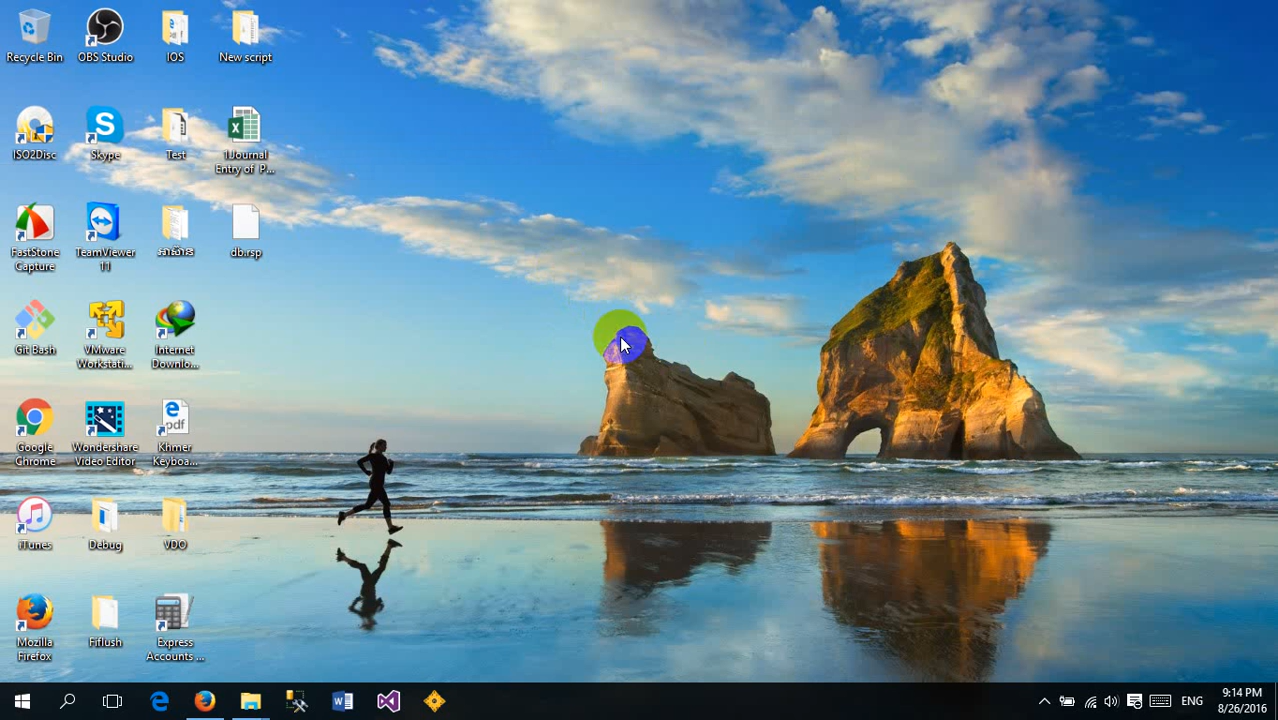 Recycle Bin
OBS Studio
IOS
New script
ISO2Disc
Skype
Test
1Journal
Entry of P...
FastStone
Capture
TeamViewer
11
db.rsp
Git Bash
VMware
Workstati...
Internet
Downlo...
Google
Chrome
Wondershare
Video Editor
pdf
Khmer
Keyboa...
iTunes
Debug
VDO
Mozilla
Firefox
Fiflush
Express
Accounts ...
ENG
9:14 PM
8/26/2016